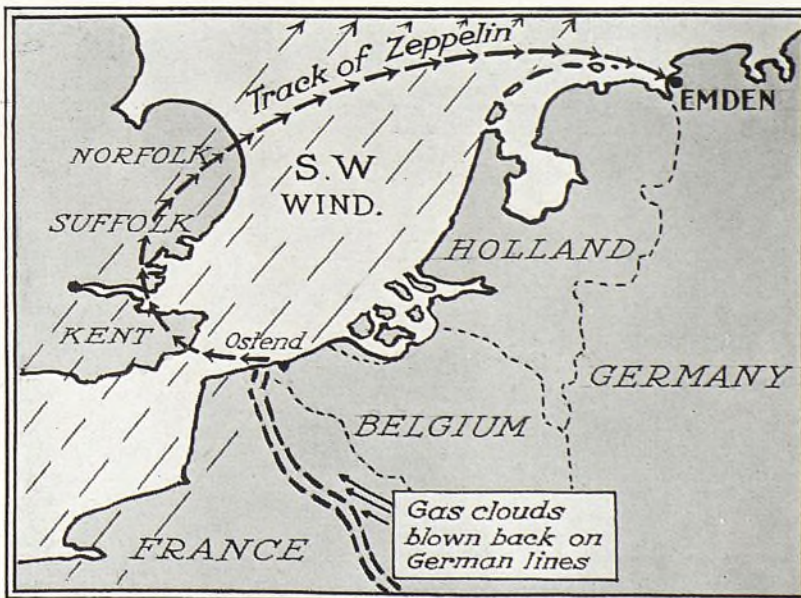 Track of Zeppelin
EMDEN
NORFOLK
S.W
WIND.
SUFFOLK
HOLLAND
KENT
Ostend
GERMANY
BELGIUM
Gas clouds
blown back on
German lines
FRANCE